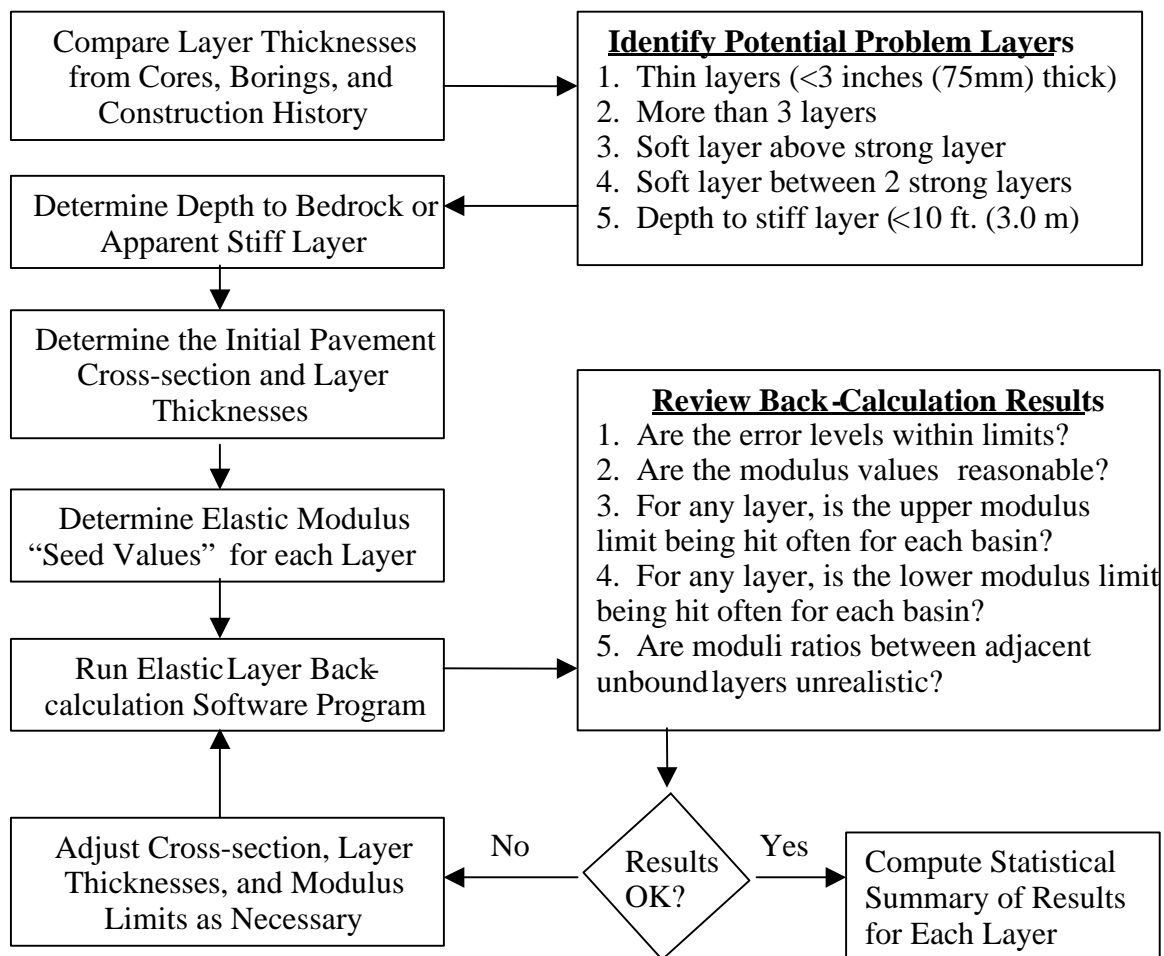 Compare Layer Thicknesses
from Cores, Borings, and
Construction History
Identify Potential Problem Layers
1. Thin layers (<3 inches (75mm) thick)
2. More than 3 layers
3. Soft layer above strong layer
4. Soft layer between 2 strong layers
5. Depth to stiff layer (<10 ft. (3.0 m)
Determine Depth to Bedrock or
Apparent Stiff Layer
Determine the Initial Pavement
Cross-section and Layer
Thicknesses
Determine Elastic Modulus
“Seed Values” for each Layer
Run Elastic Layer Back-
calculation Software Program
Review Back-Calculation Results
1. Are the error levels within limits?
2. Are the modulus values reasonable?
3. For any layer, is the upper modulus
limit being hit often for each basin?
4. For any layer, is the lower modulus limit
being hit often for each basin?
5. Are moduli ratios between adjacent
unbound layers unrealistic?
Results
OK?
No
Yes
Adjust Cross-section, Layer
Thicknesses, and Modulus
Limits as Necessary
Compute Statistical
Summary of Results
for Each Layer